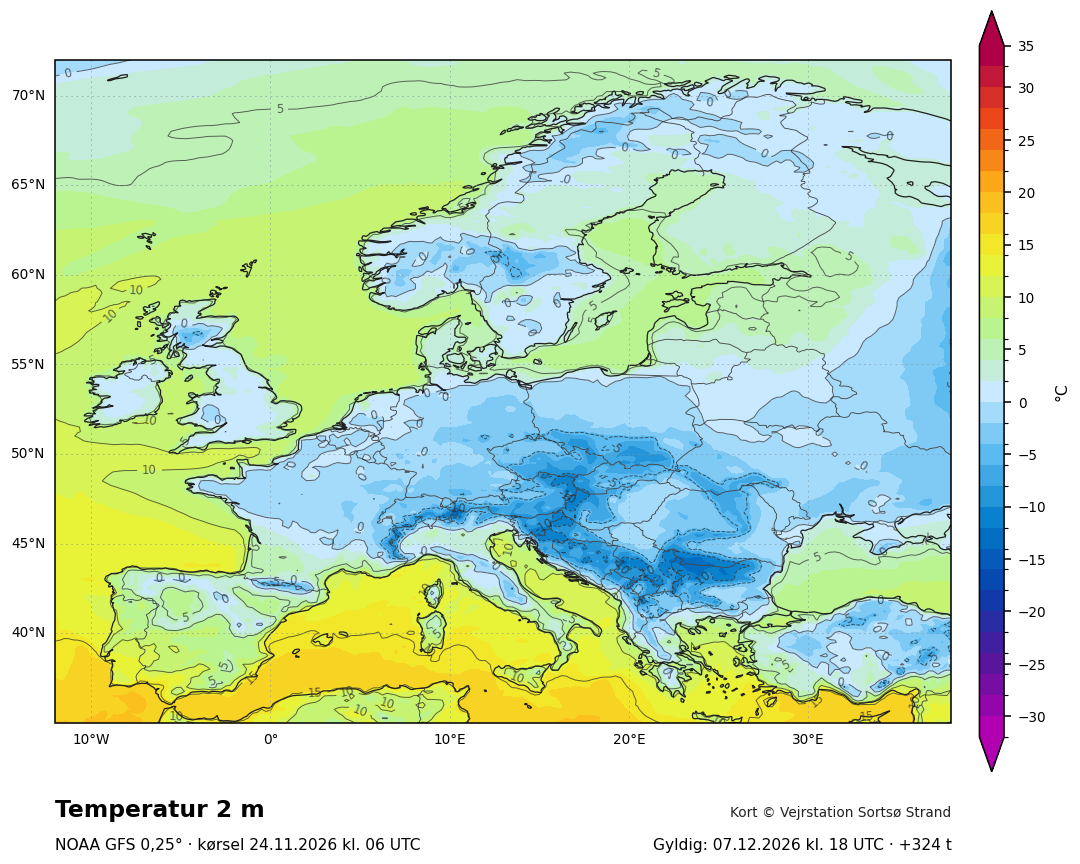 70°N
65°N
60°N
55°N
50°N
45°N
40°N
10°W 0° 10°E 20°E 30°E
35
30
25
20
15
10
5
0
−5
−10
−15
−20
−25
−30
°C
Temperatur 2 m
Kort © Vejrstation Sortsø Strand
NOAA GFS 0,25° · kørsel 24.11.2026 kl. 06 UTC
Gyldig: 07.12.2026 kl. 18 UTC · +324 t